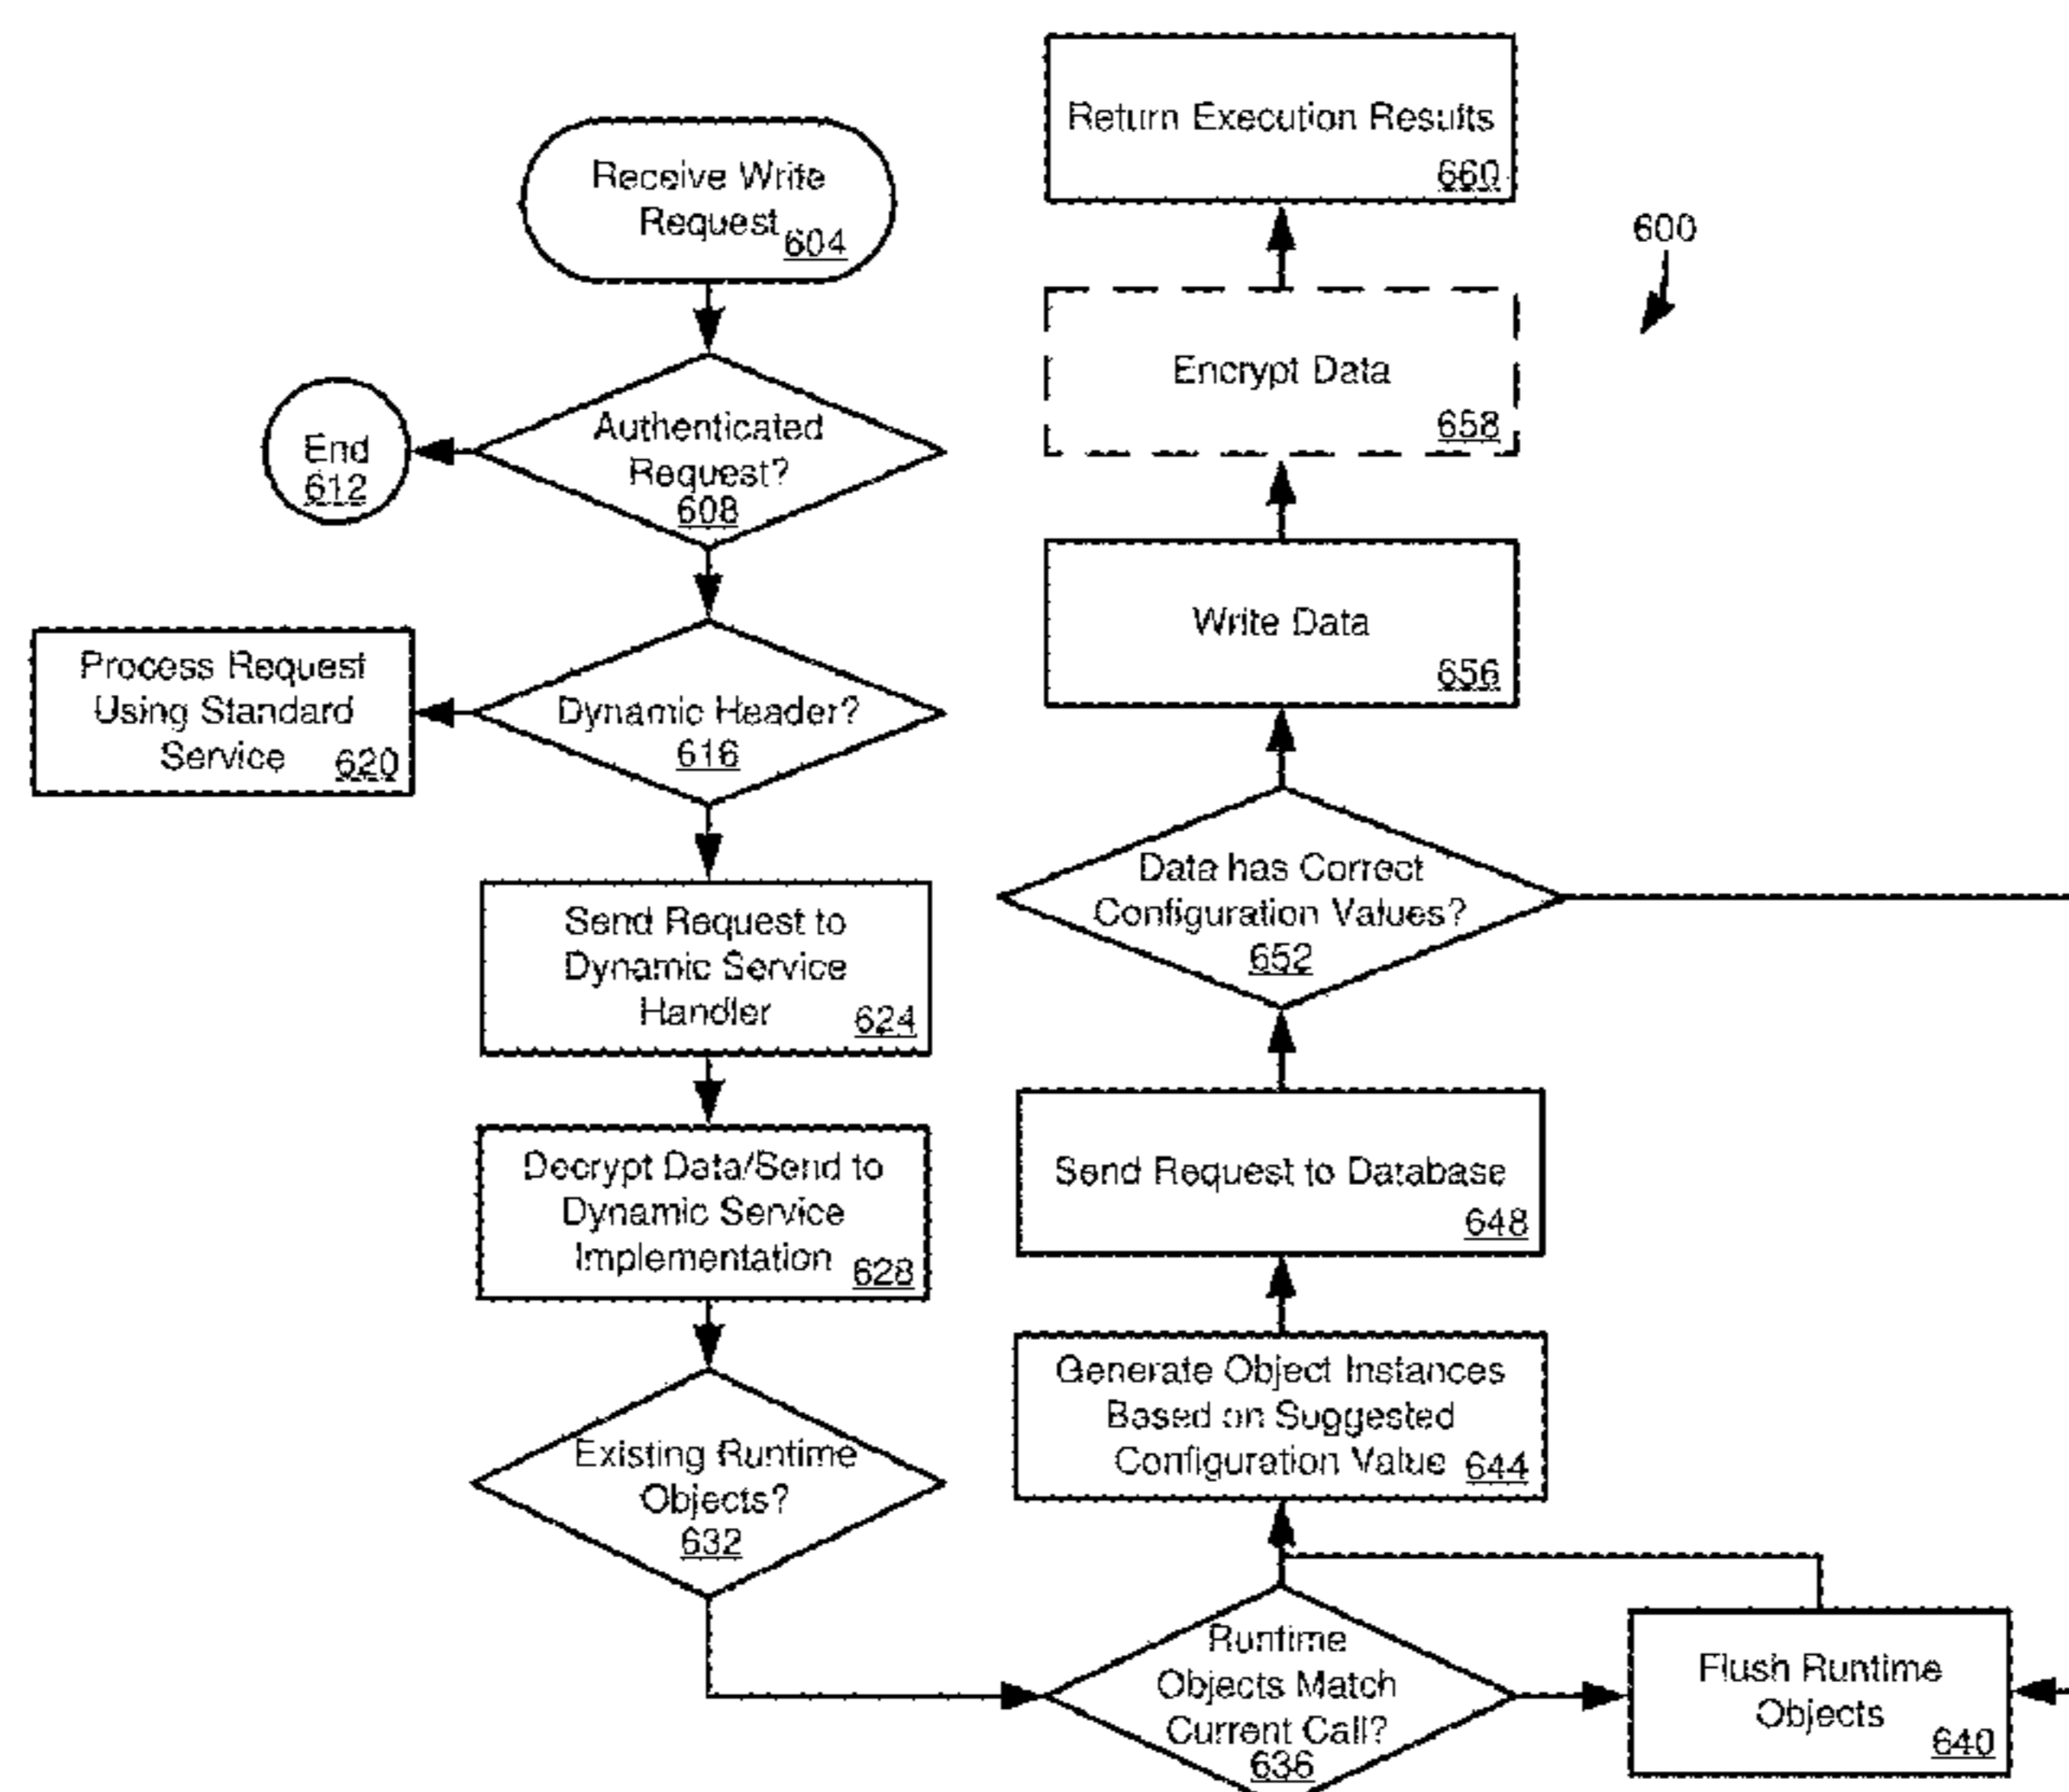 Receive Write
Request 604
Authenticated
Request?
608
End
612
Dynamic Header?
616
Process Request
Using Standard
Service 620
Send Request to
Dynamic Service
Handler 624
Decrypt Data/Send to
Dynamic Service
Implementation 628
Existing Runtime
Objects?
632
Runtime
Objects Match
Current Call?
636
Flush Runtime
Objects
640
Generate Object Instances
Based on Suggested
Configuration Value 644
Send Request to Database
648
Data has Correct
Configuration Values?
652
Write Data
656
Encrypt Data
658
Return Execution Results
660
600